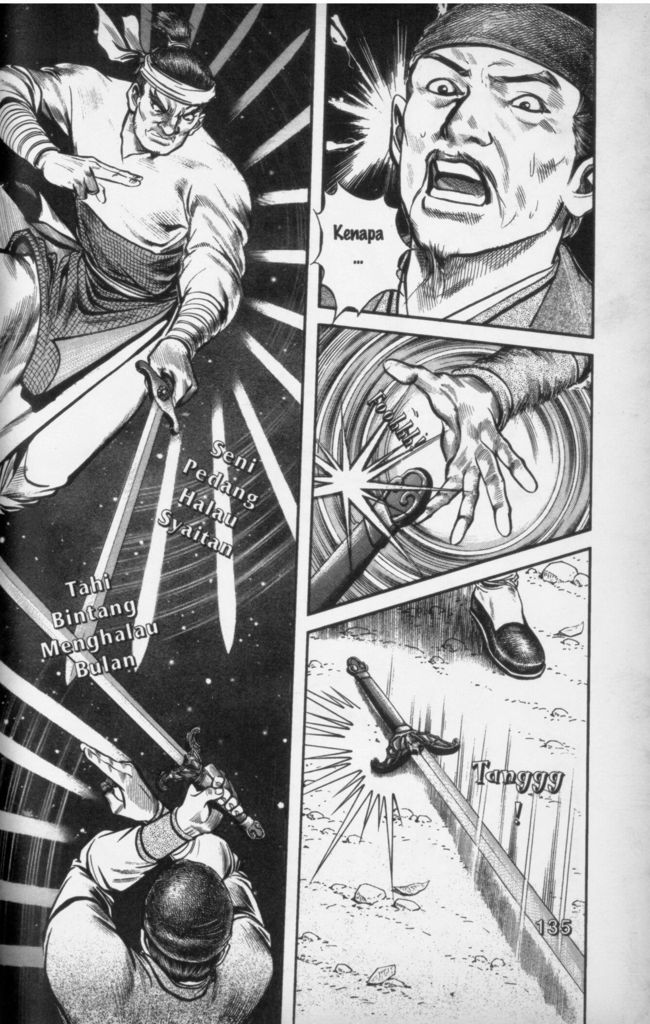 Seni
Pedang
Halau
Syaitan
Tahi
Bintang
Menghalau
Bulan
Kenapa
...
Tanggg
!
135